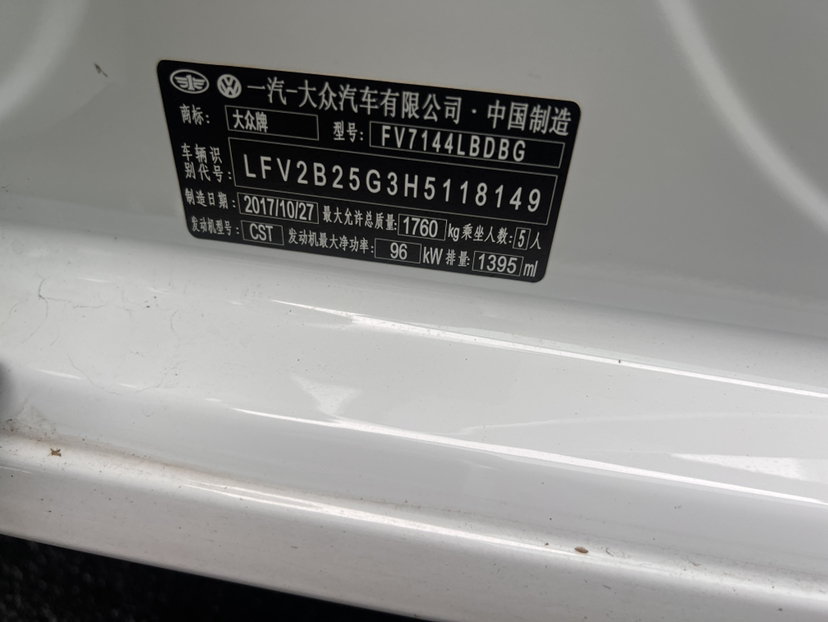 一汽-大众汽车有限公司·中国制造
商标: 大众牌 型号: FV7144LBDBG
车辆识别代号: LFV2B25G3H5118149
制造日期: 2017/10/27 最大允许总质量: 1760 kg 乘坐人数: 5 人
发动机型号: CST 发动机最大净功率: 96 kW 排量: 1395 ml